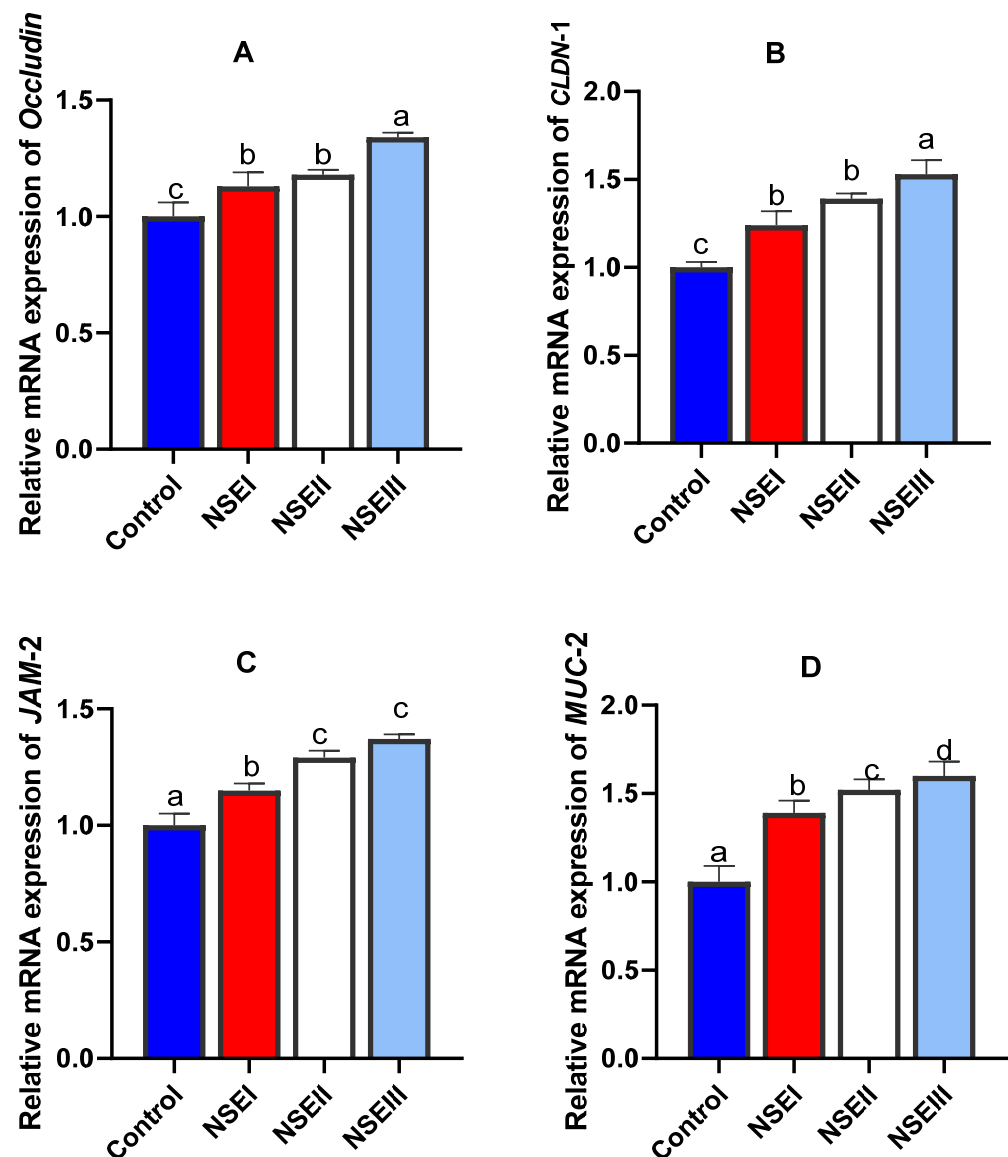 A
Relative mRNA expression of Occludin
1.5
1.0
0.5
0.0
c
b
b
a
Control
NSEI
NSEII
NSEIII
B
Relative mRNA expression of CLDN-1
2.0
1.5
1.0
0.5
0.0
c
b
b
a
Control
NSEI
NSEII
NSEIII
C
Relative mRNA expression of JAM-2
1.5
1.0
0.5
0.0
a
b
c
c
Control
NSEI
NSEII
NSEIII
D
Relative mRNA expression of MUC-2
2.0
1.5
1.0
0.5
0.0
a
b
c
d
Control
NSEI
NSEII
NSEIII